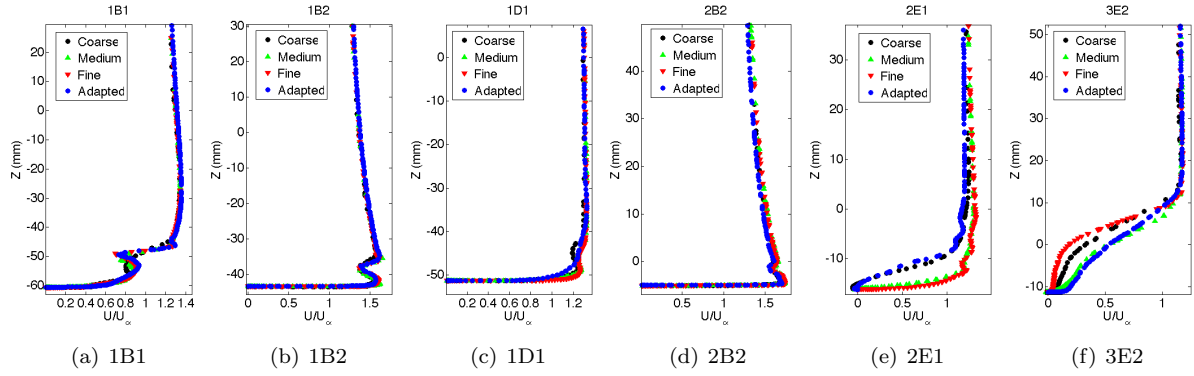 1B1
20
10
0
-10
-20
-30
-40
-50
-60
0.2 0.4 0.6 0.8 1 1.2 1.4
Z (mm)
U/U_α
Coarse
Medium
Fine
Adapted
(a) 1B1
1B2
30
20
10
0
-10
-20
-30
-40
0 0.5 1 1.5
Z (mm)
U/U_α
Coarse
Medium
Fine
Adapted
(b) 1B2
1D1
0
-10
-20
-30
-40
-50
0.2 0.4 0.6 0.8 1 1.2
Z (mm)
U/U_α
Coarse
Medium
Fine
Adapted
(c) 1D1
2B2
40
30
20
10
0
0.5 1 1.5
Z (mm)
U/U_α
Coarse
Medium
Fine
Adapted
(d) 2B2
2E1
30
20
10
0
-10
0 0.5 1
Z (mm)
U/U_α
Coarse
Medium
Fine
Adapted
(e) 2E1
3E2
50
40
30
20
10
0
-10
0 0.5 1
Z (mm)
U/U_α
Coarse
Medium
Fine
Adapted
(f) 3E2